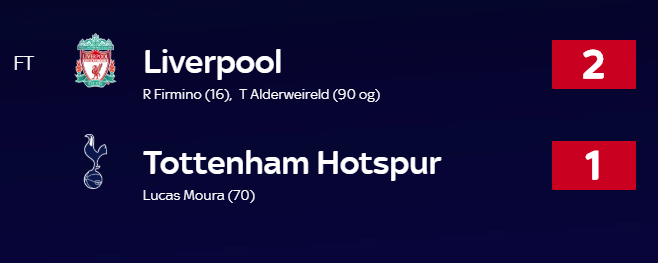 FT
Liverpool
2
R Firmino (16), T Alderweireld (90 og)
Tottenham Hotspur
1
Lucas Moura (70)